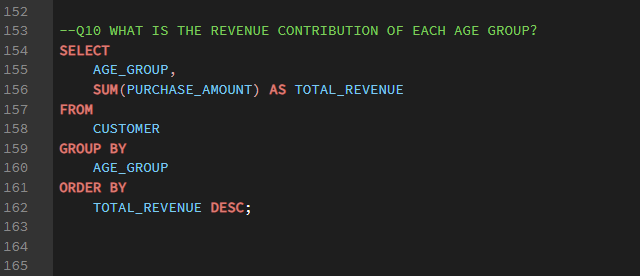 152
153 --Q10 WHAT IS THE REVENUE CONTRIBUTION OF EACH AGE GROUP?
154 SELECT
155     AGE_GROUP,
156     SUM(PURCHASE_AMOUNT) AS TOTAL_REVENUE
157 FROM
158     CUSTOMER
159 GROUP BY
160     AGE_GROUP
161 ORDER BY
162     TOTAL_REVENUE DESC;
163
164
165